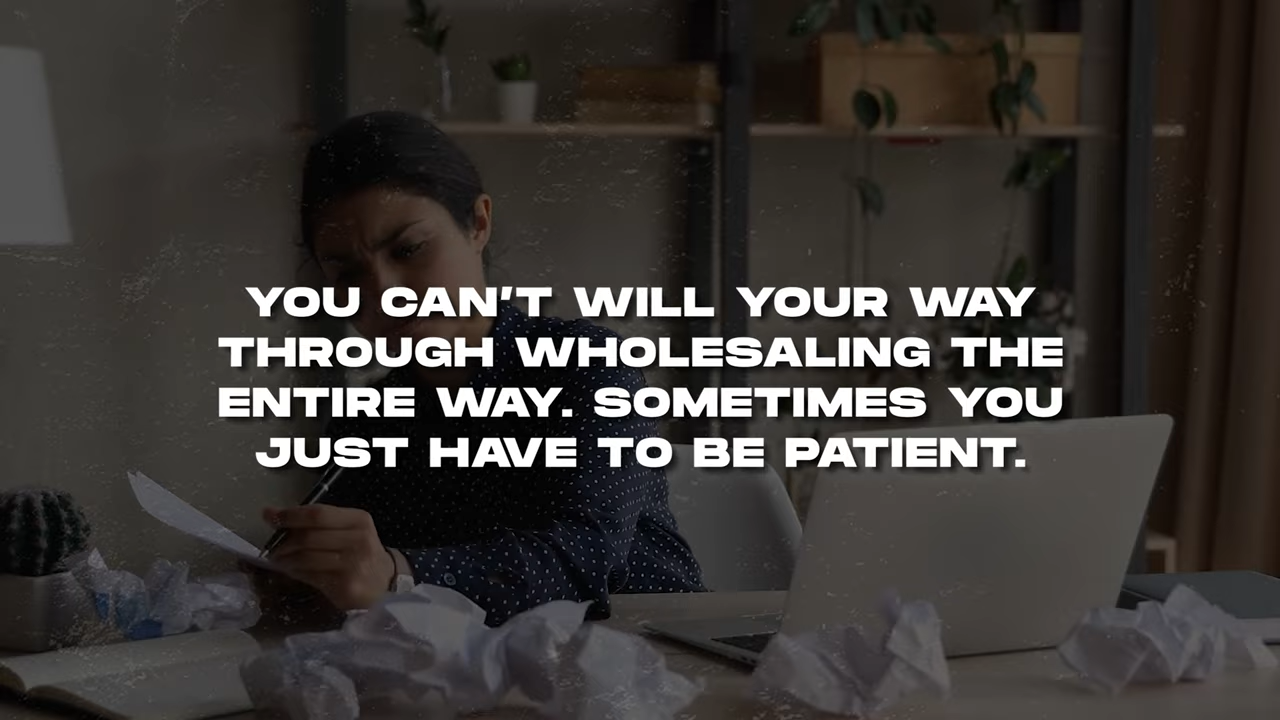 YOU CAN'T WILL YOUR WAY
THROUGH WHOLESALING THE
ENTIRE WAY. SOMETIMES YOU
JUST HAVE TO BE PATIENT.